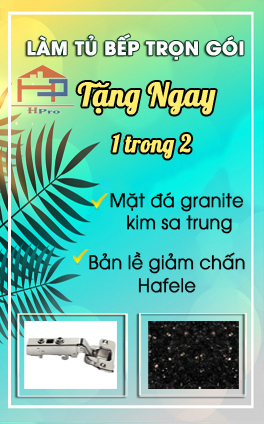 LÀM TỦ BẾP TRỌN GÓI
HPro
Tặng Ngay
1 trong 2
Mặt đá granite
kim sa trung
Bản lề giảm chấn
Hafele